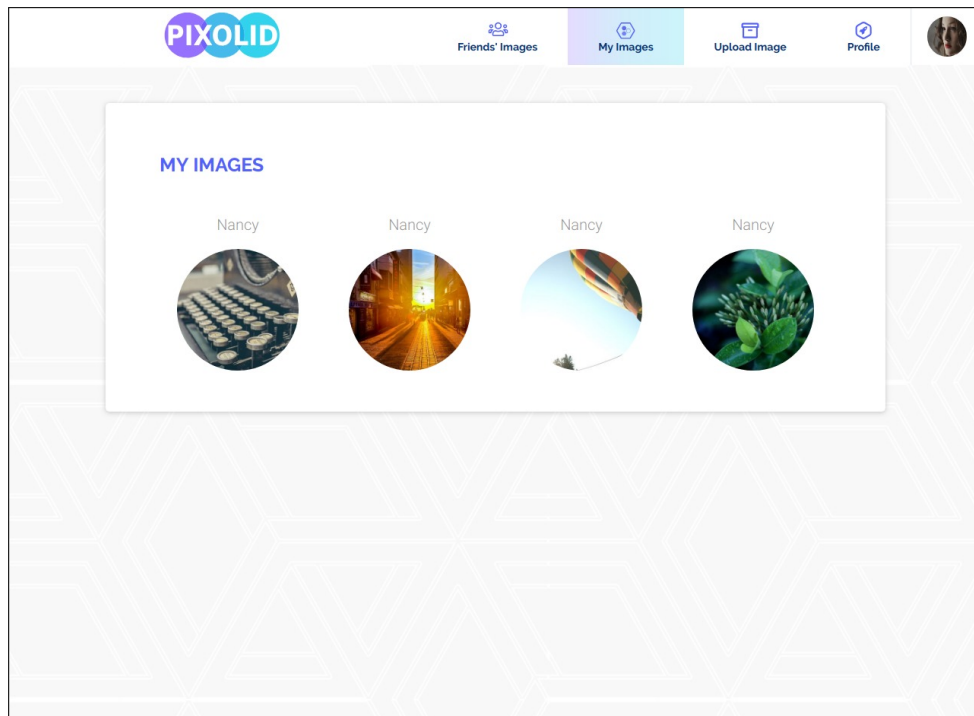 PIXOLID
Friends' Images
My Images
Upload Image
Profile
MY IMAGES
Nancy
Nancy
Nancy
Nancy